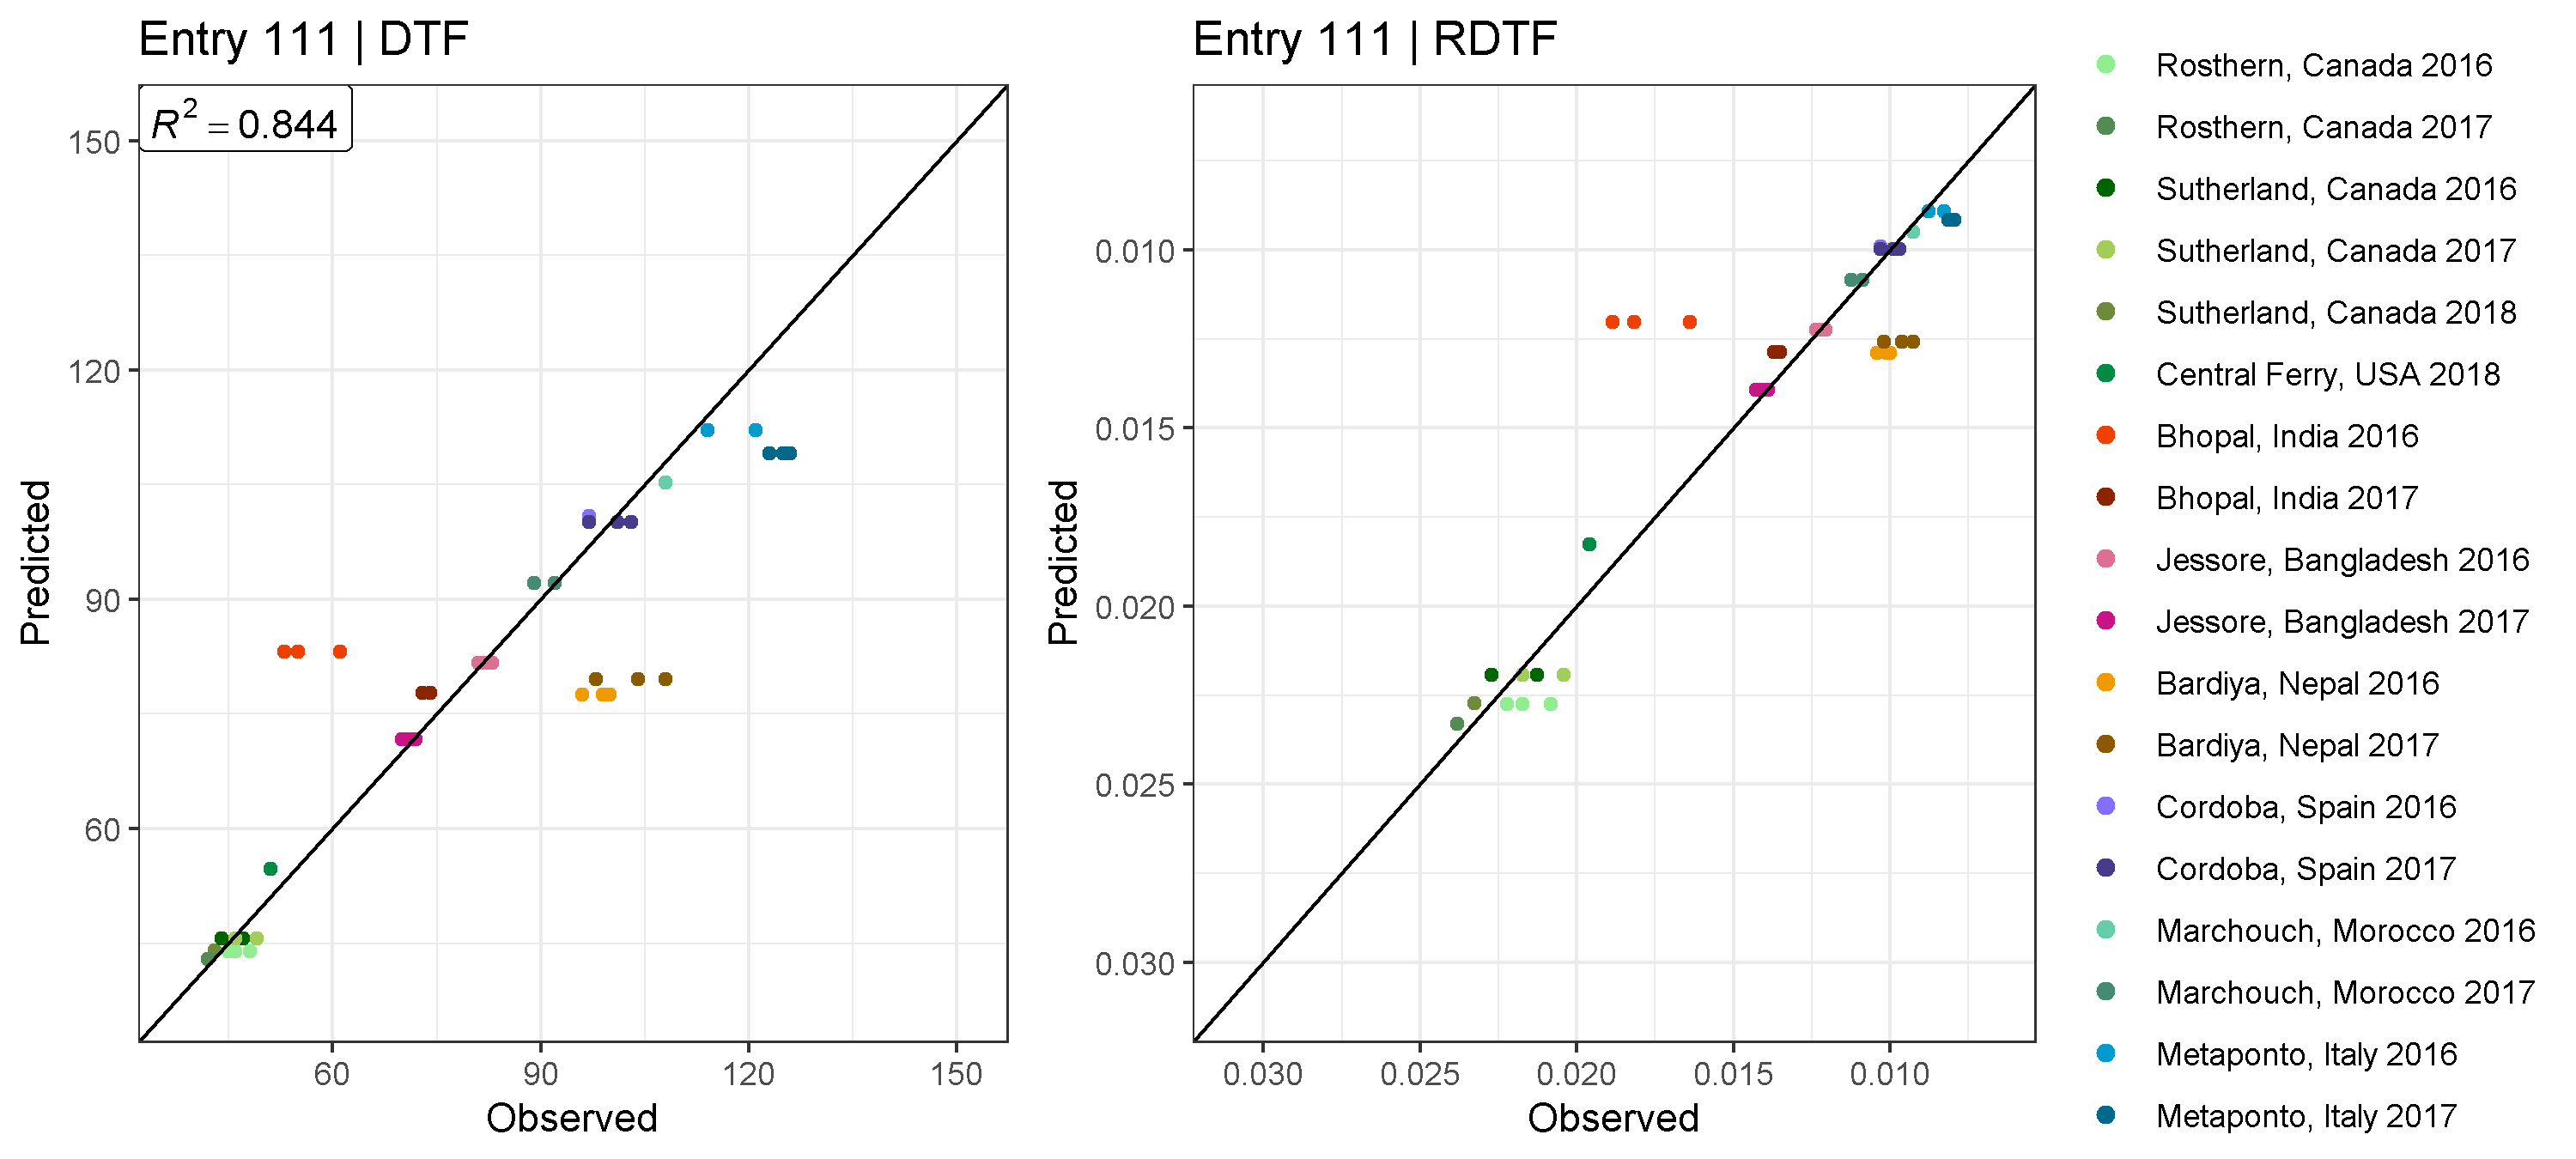 Entry 111 | DTF
R² = 0.844
150
120
90
60
60 90 120 150
Observed
Predicted
Entry 111 | RDTF
0.010
0.015
0.020
0.025
0.030
0.030 0.025 0.020 0.015 0.010
Observed
Predicted
Rosthern, Canada 2016
Rosthern, Canada 2017
Sutherland, Canada 2016
Sutherland, Canada 2017
Sutherland, Canada 2018
Central Ferry, USA 2018
Bhopal, India 2016
Bhopal, India 2017
Jessore, Bangladesh 2016
Jessore, Bangladesh 2017
Bardiya, Nepal 2016
Bardiya, Nepal 2017
Cordoba, Spain 2016
Cordoba, Spain 2017
Marchouch, Morocco 2016
Marchouch, Morocco 2017
Metaponto, Italy 2016
Metaponto, Italy 2017